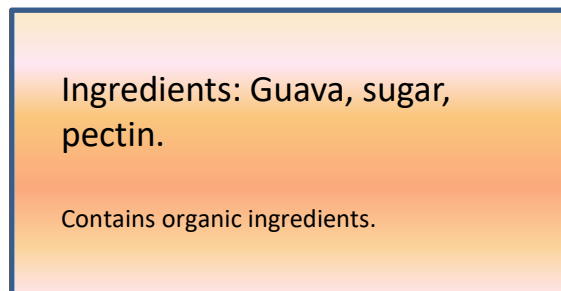 Ingredients: Guava, sugar,
pectin.
Contains organic ingredients.